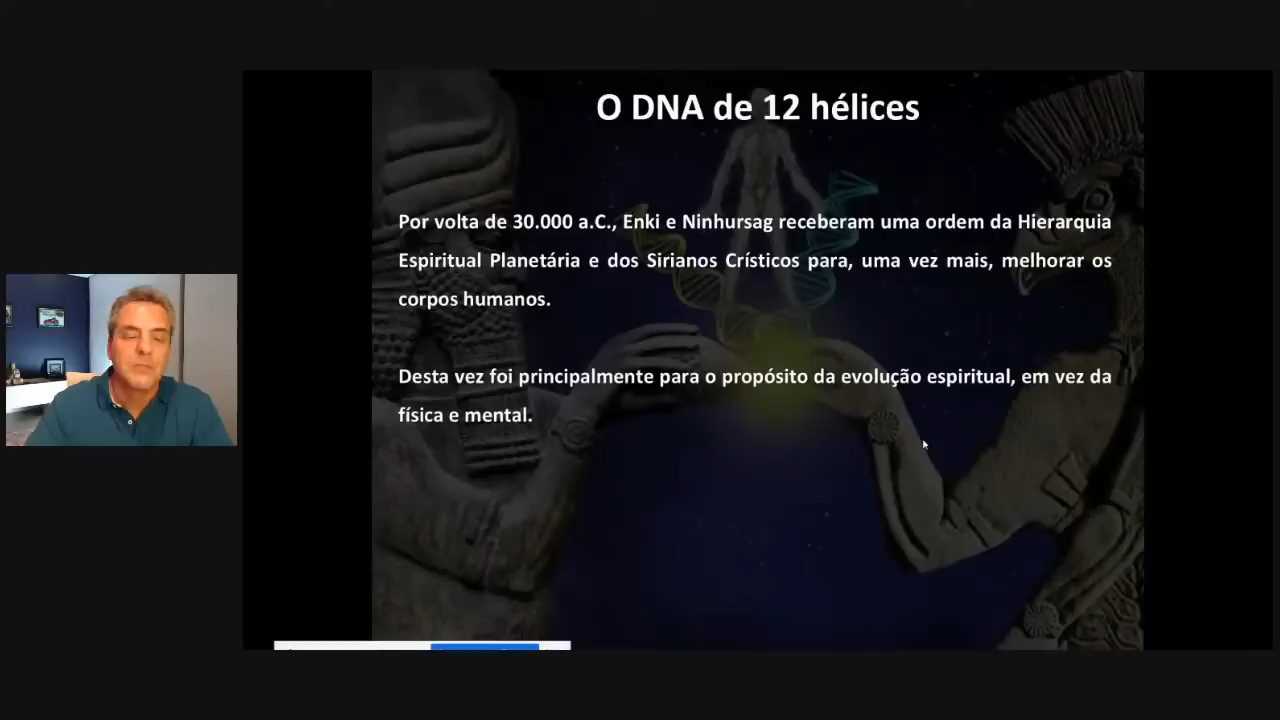 O DNA de 12 hélices
Por volta de 30.000 a.C., Enki e Ninhursag receberam uma ordem da Hierarquia
Espiritual Planetária e dos Sirianos Crísticos para, uma vez mais, melhorar os
corpos humanos.
Desta vez foi principalmente para o propósito da evolução espiritual, em vez da
física e mental.